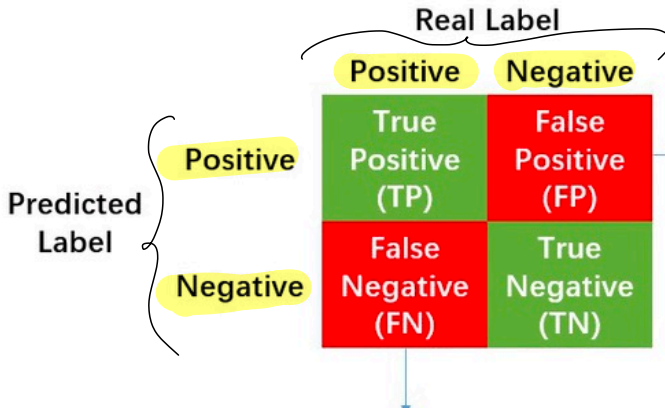 Real Label
Positive Negative
Positive
True
Positive
(TP)
False
Positive
(FP)
Predicted
Label
Negative
False
Negative
(FN)
True
Negative
(TN)